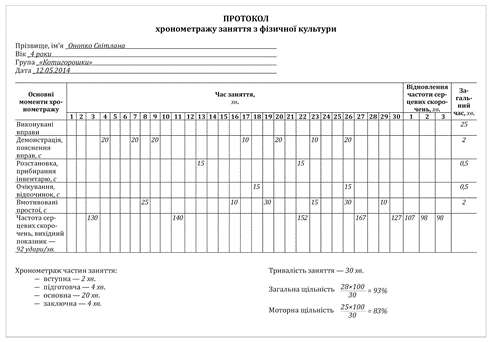 ПРОТОКОЛ
хронометражу заняття з фізичної культури
Прізвище, ім'я Онопко Світлана
Вік 4 роки
Група «Котигорошки»
Дата 12.05.2014
Основні моменти хронометражу Час заняття, хв. Відновлення частоти серцевих скорочень, хв. Загальний час, хв.
1 2 3 4 5 6 7 8 9 10 11 12 13 14 15 16 17 18 19 20 21 22 23 24 25 26 27 28 29 30 1 2 3
Виконувані вправи 25
Демонстрація, пояснення вправ, с 20 20 20 10 20 10 20 2
Розстановка, прибирання інвентарю, с 15 15 0,5
Очікування, відпочинок, с 15 15 0,5
Вмотивовані простої, с 25 10 30 15 30 10 2
Частота серцевих скорочень, вихідний показник — 92 удари/хв. 130 140 152 167 127 107 98 98
Хронометраж частин заняття:
— вступна — 2 хв.
— підготовча — 4 хв.
— основна — 20 хв.
— заключна — 4 хв.
Тривалість заняття — 30 хв.
Загальна щільність 28×100
30 = 93%
Моторна щільність 25×100
30 = 83%